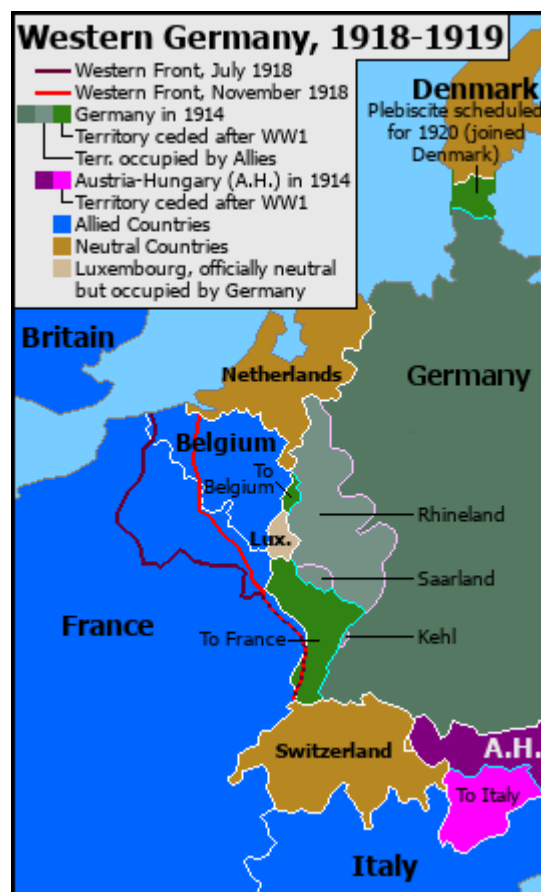 Western Germany, 1918-1919
Western Front, July 1918
Western Front, November 1918
Germany in 1914
Territory ceded after WW1
Terr. occupied by Allies
Austria-Hungary (A.H.) in 1914
Territory ceded after WW1
Allied Countries
Neutral Countries
Luxembourg, officially neutral
but occupied by Germany
Denmark
Plebiscite scheduled
for 1920 (joined
Denmark)
Britain
Netherlands
Germany
Belgium
To
Belgium
Rhineland
Lux.
Saarland
France
To France
Kehl
Switzerland
A.H.
To Italy
Italy